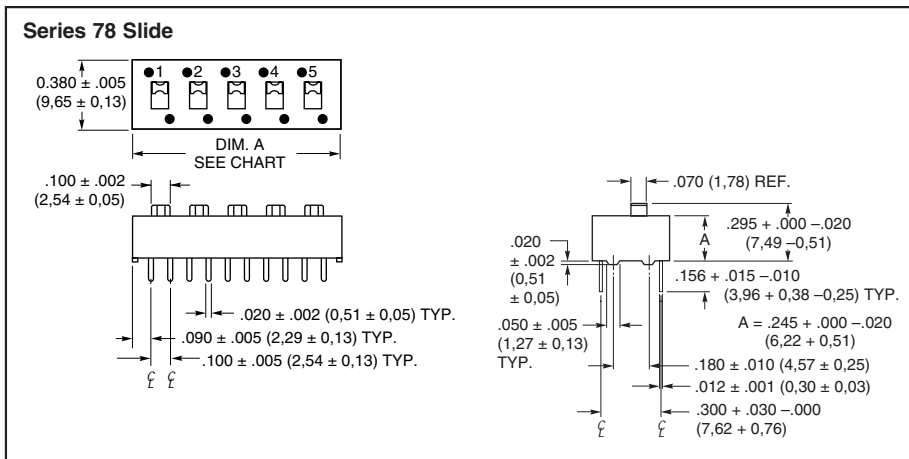 Series 78 Slide
1 2 3 4 5
0.380 ± .005
(9,65 ± 0,13)
DIM. A
SEE CHART
.100 ± .002
(2,54 ± 0,05)
.020 ± .002 (0,51 ± 0,05) TYP.
.090 ± .005 (2,29 ± 0,13) TYP.
.100 ± .005 (2,54 ± 0,13) TYP.
℄ ℄
.070 (1,78) REF.
A
.295 + .000 –.020
(7,49 –0,51)
.020
± .002
(0,51
± 0,05)
.156 + .015 –.010
(3,96 + 0,38 –0,25) TYP.
.050 ± .005
(1,27 ± 0,13)
TYP.
A = .245 + .000 –.020
(6,22 + 0,51)
.180 ± .010 (4,57 ± 0,25)
.012 ± .001 (0,30 ± 0,03)
.300 + .030 –.000
(7,62 + 0,76)
℄ ℄